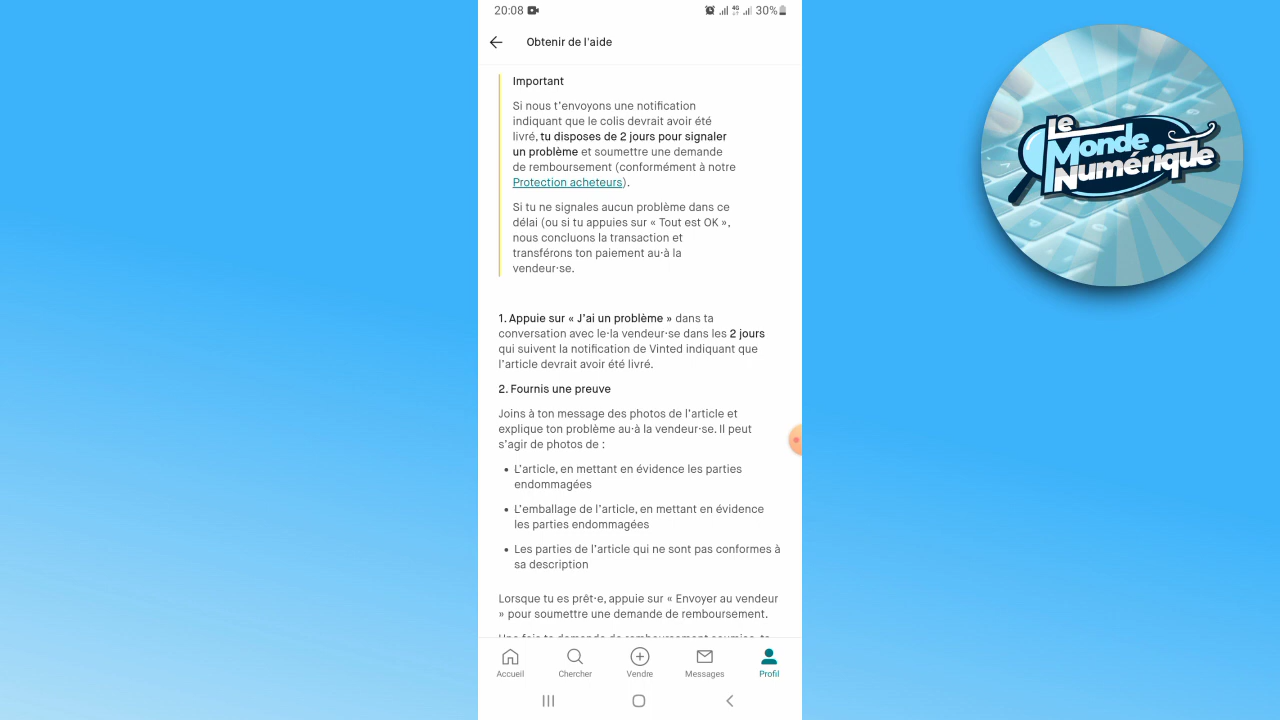 20:08
4G
30%
Obtenir de l'aide
Important
Si nous t'envoyons une notification
indiquant que le colis devrait avoir été
livré, tu disposes de 2 jours pour signaler
un problème et soumettre une demande
de remboursement (conformément à notre
Protection acheteurs).
Si tu ne signales aucun problème dans ce
délai (ou si tu appuies sur « Tout est OK »,
nous concluons la transaction et
transférons ton paiement au·à la
vendeur·se.
1. Appuie sur « J'ai un problème » dans ta
conversation avec le·la vendeur·se dans les 2 jours
qui suivent la notification de Vinted indiquant que
l'article devrait avoir été livré.
2. Fournis une preuve
Joins à ton message des photos de l'article et
explique ton problème au·à la vendeur·se. Il peut
s'agir de photos de :
• L'article, en mettant en évidence les parties
endommagées
• L'emballage de l'article, en mettant en évidence
les parties endommagées
• Les parties de l'article qui ne sont pas conformes à
sa description
Lorsque tu es prêt·e, appuie sur « Envoyer au vendeur
» pour soumettre une demande de remboursement.
Accueil
Chercher
Vendre
Messages
Profil
Le
Monde
Numérique